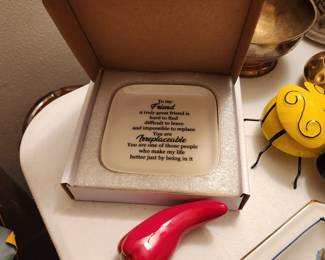 To my
Friend
a truly great friend is
hard to find
difficult to leave
and impossible to replace
You are
Irreplaceable
You are one of those people
who make my life
better just by being in it